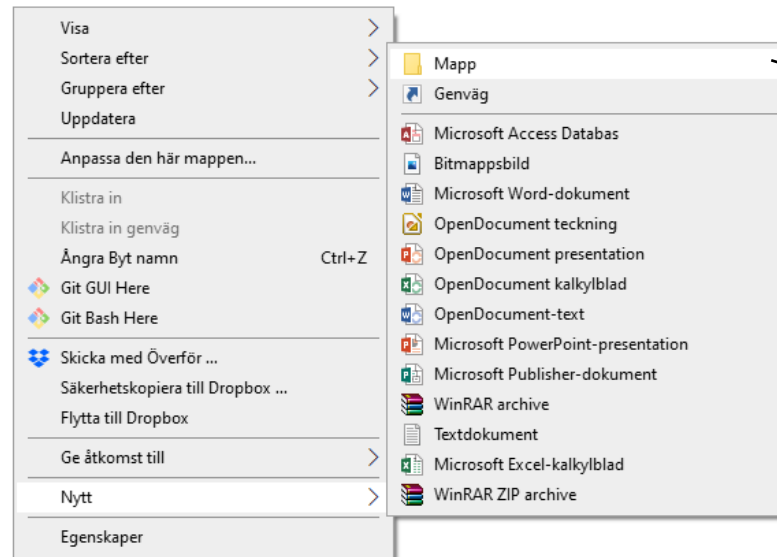 Visa
Sortera efter
Gruppera efter
Uppdatera
Anpassa den här mappen...
Klistra in
Klistra in genväg
Ångra Byt namn Ctrl+Z
Git GUI Here
Git Bash Here
Skicka med Överför ...
Säkerhetskopiera till Dropbox ...
Flytta till Dropbox
Ge åtkomst till
Nytt
Egenskaper
Mapp
Genväg
Microsoft Access Databas
Bitmappsbild
Microsoft Word-dokument
OpenDocument teckning
OpenDocument presentation
OpenDocument kalkylblad
OpenDocument-text
Microsoft PowerPoint-presentation
Microsoft Publisher-dokument
WinRAR archive
Textdokument
Microsoft Excel-kalkylblad
WinRAR ZIP archive